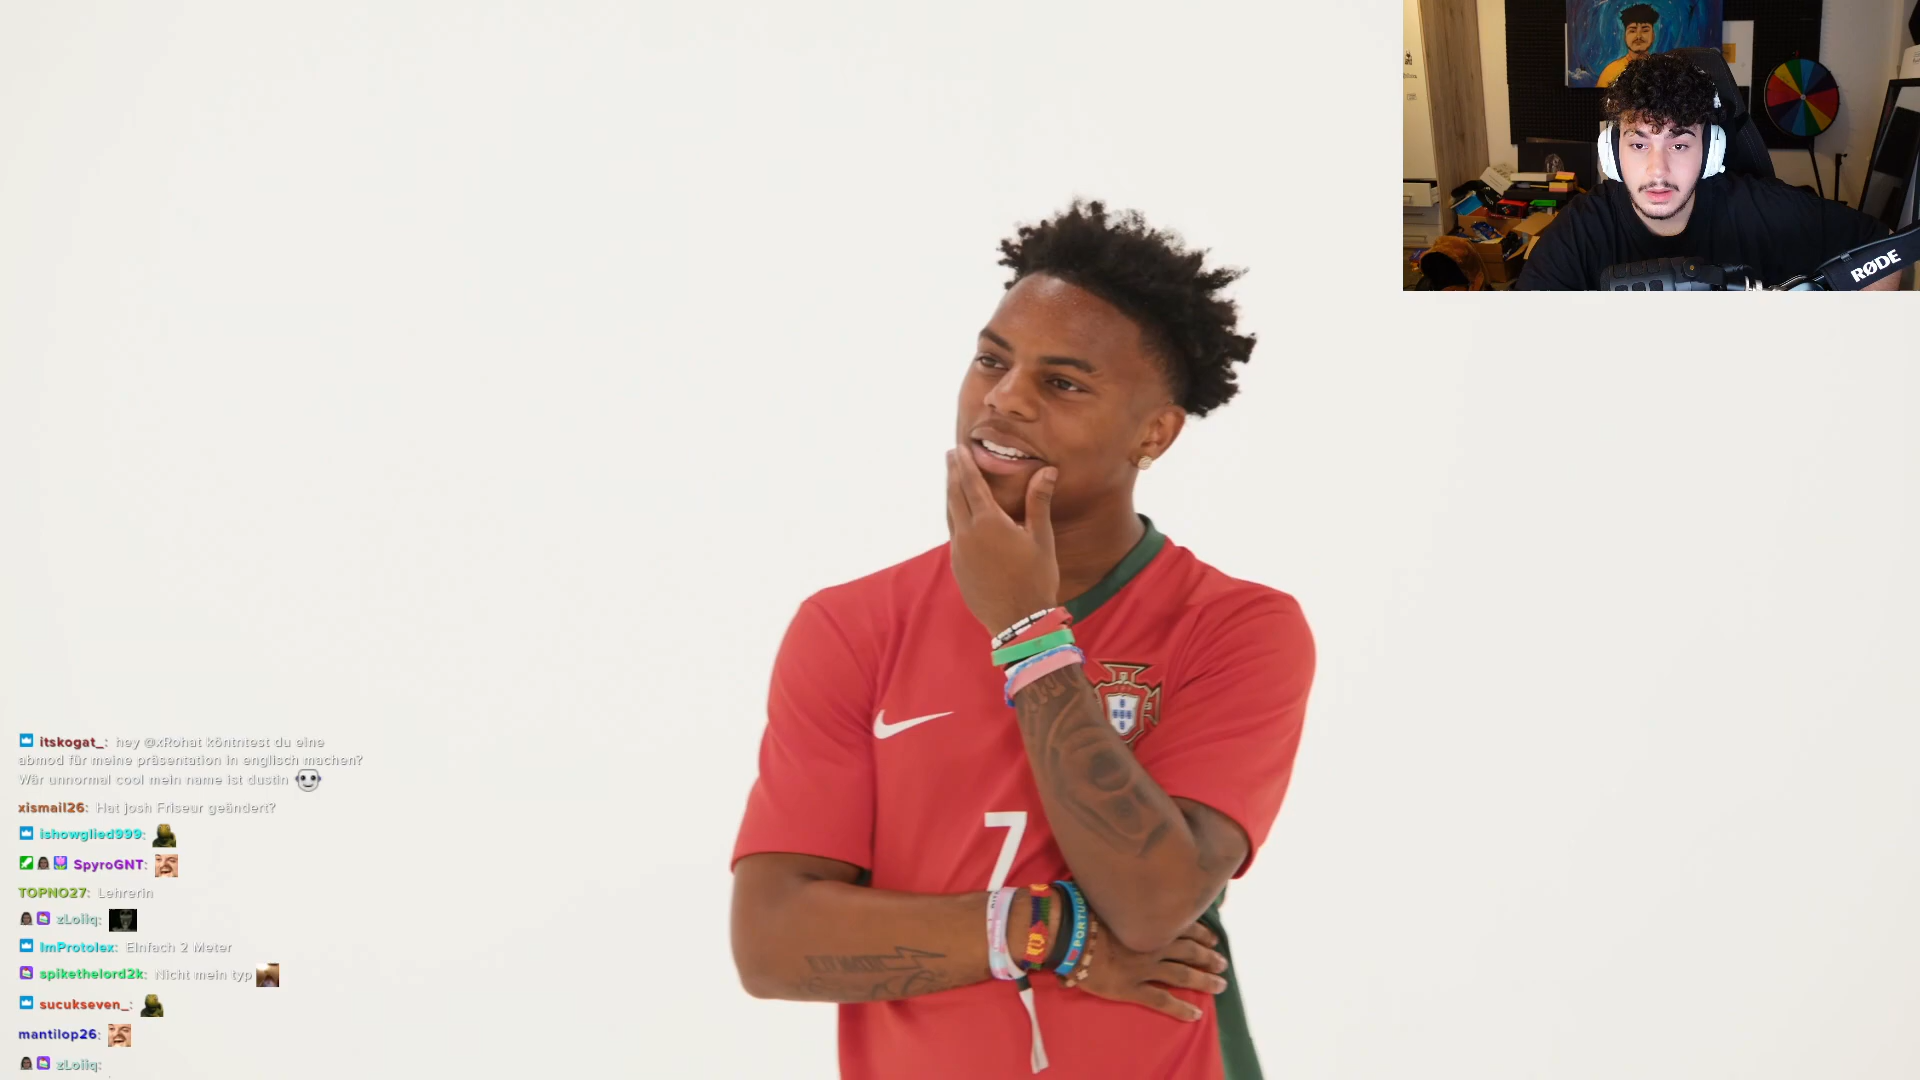 RØDE
itskogat_: hey @xRohat köntntest du eine
abmod für meine präsentation in englisch machen?
Wär unnormal cool mein name ist dustin
xismail26: Hat josh Friseur geändert?
ishowglied999:
SpyroGNT:
TOPNO27: Lehrerin
zLoliq:
ImProtolex: Einfach 2 Meter
spikethelord2k: Nicht mein typ
sucukseven_:
mantilop26:
zLoliq:
7
I PORTUG